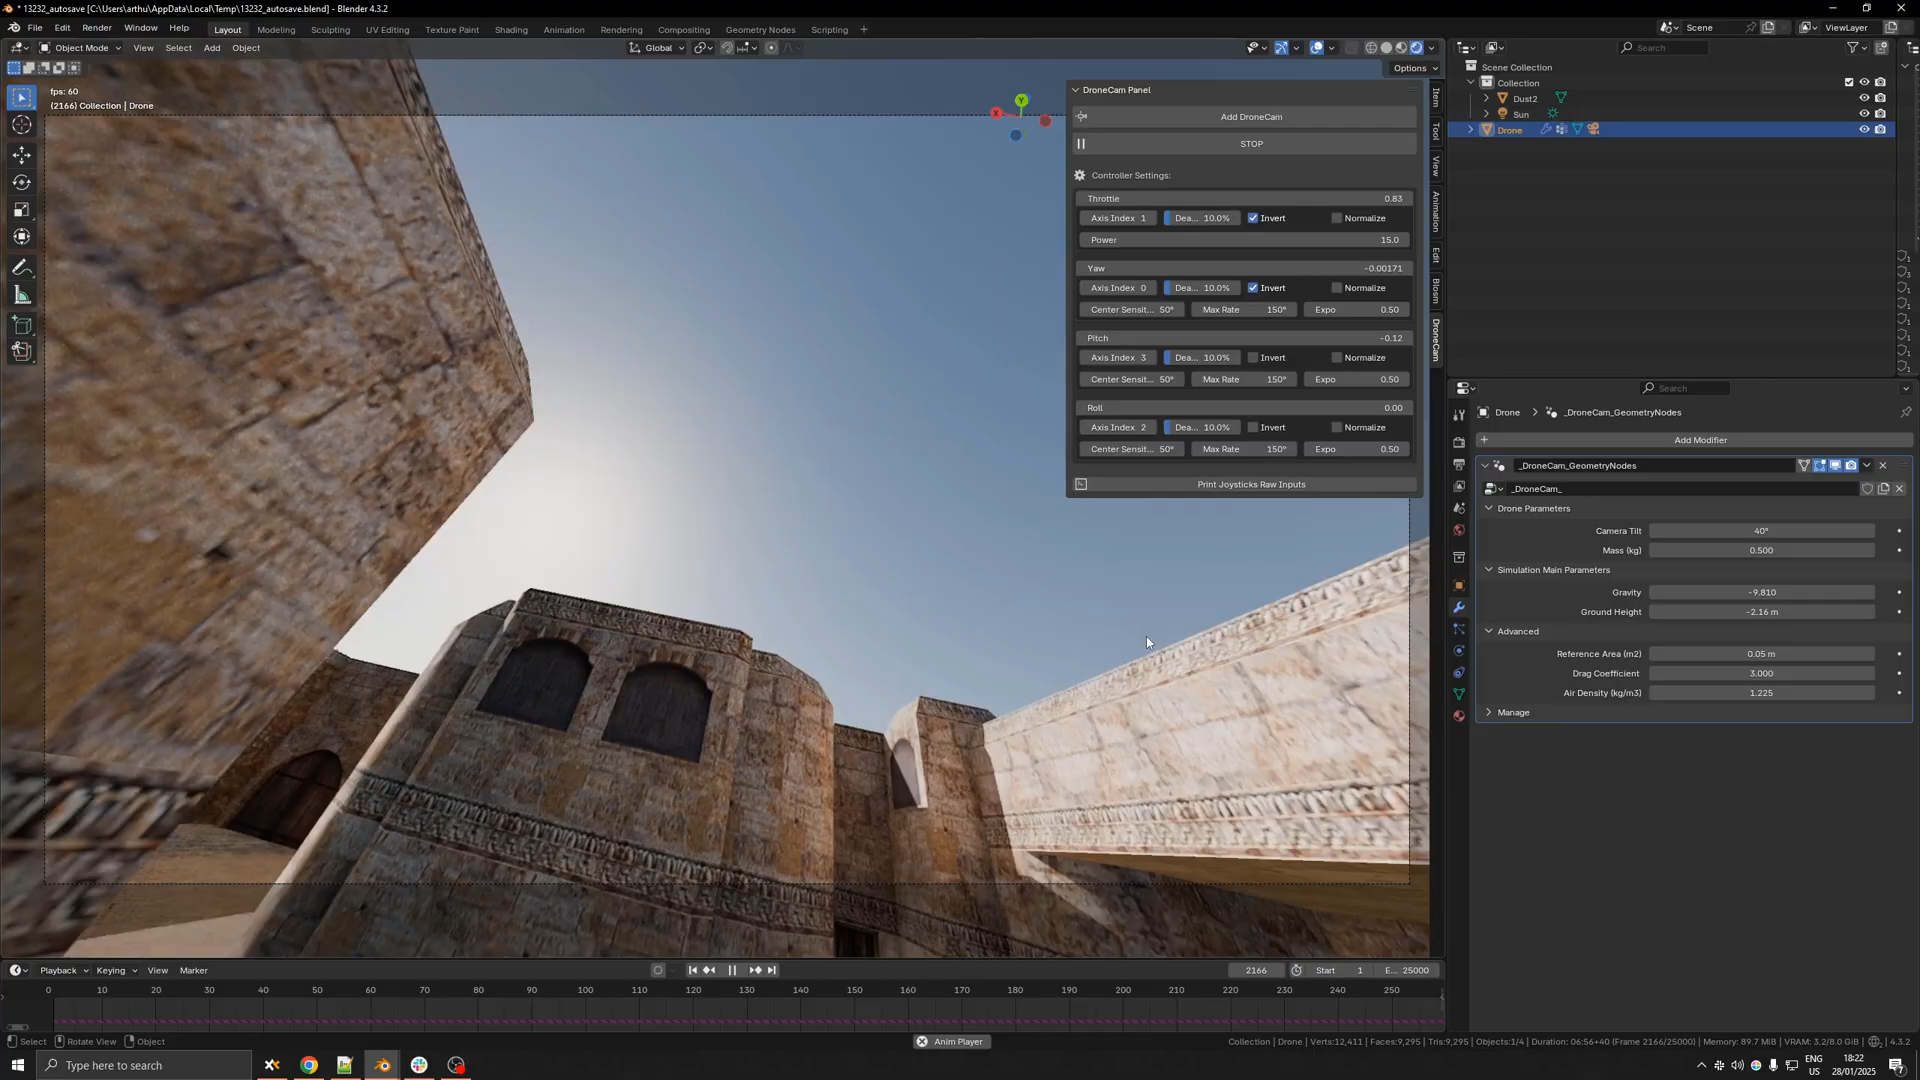 * 13232_autosave [C:\Users\arthu\AppData\Local\Temp\13232_autosave.blend] - Blender 4.3.2
File Edit Render Window Help Layout Modeling Sculpting UV Editing Texture Paint Shading Animation Rendering Compositing Geometry Nodes Scripting + Scene ViewLayer
Object Mode View Select Add Object Global Search
Options
fps: 60
(2166) Collection | Drone
Y
X
DroneCam Panel
Add DroneCam
STOP
Controller Settings:
Throttle 0.83
Axis Index 1 Dea... 10.0% Invert Normalize
Power 15.0
Yaw -0.00171
Axis Index 0 Dea... 10.0% Invert Normalize
Center Sensit... 50° Max Rate 150° Expo 0.50
Pitch -0.12
Axis Index 3 Dea... 10.0% Invert Normalize
Center Sensit... 50° Max Rate 150° Expo 0.50
Roll 0.00
Axis Index 2 Dea... 10.0% Invert Normalize
Center Sensit... 50° Max Rate 150° Expo 0.50
Print Joysticks Raw Inputs
Item
Tool
View
Animation
Edit
Blosm
DroneCam
Scene Collection
Collection
Dust2
Sun
Drone
Search
Drone _DroneCam_GeometryNodes
Add Modifier
_DroneCam_GeometryNodes
_DroneCam_
Drone Parameters
Camera Tilt 40°
Mass (kg) 0.500
Simulation Main Parameters
Gravity -9.810
Ground Height -2.16 m
Advanced
Reference Area (m2) 0.05 m
Drag Coefficient 3.000
Air Density (kg/m3) 1.225
Manage
Playback Keying View Marker 2166 Start 1 E... 25000
0 10 20 30 40 50 60 70 80 90 100 110 120 130 140 150 160 170 180 190 200 210 220 230 240 250
Select Rotate View Object Anim Player Collection | Drone | Verts:12,411 | Faces:9,295 | Tris:9,295 | Objects:1/4 | Duration: 06:56+40 (Frame 2166/25000) | Memory: 89.7 MiB | VRAM: 3.2/8.0 GiB 4.3.2
Type here to search
ENG
US
18:22
28/01/2025